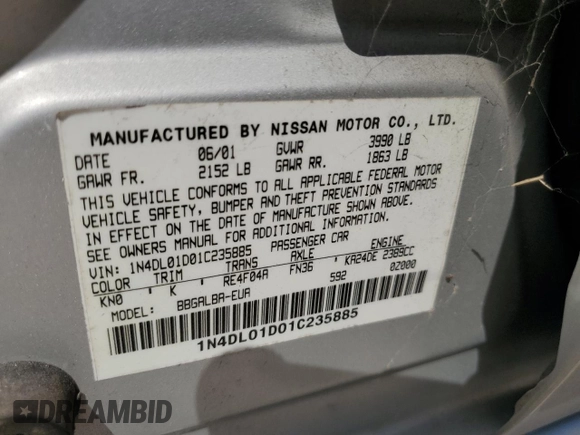 MANUFACTURED BY NISSAN MOTOR CO., LTD.
DATE 06/01 GVWR 3990 LB
GAWR FR. 2152 LB GAWR RR. 1863 LB
THIS VEHICLE CONFORMS TO ALL APPLICABLE FEDERAL MOTOR
VEHICLE SAFETY, BUMPER AND THEFT PREVENTION STANDARDS
IN EFFECT ON THE DATE OF MANUFACTURE SHOWN ABOVE.
SEE OWNERS MANUAL FOR ADDITIONAL INFORMATION.
VIN: 1N4DL01D01C235885 PASSENGER CAR
COLOR TRIM TRANS AXLE ENGINE
KN0 K RE4F04A FN36 KA24DE 2389CC
MODEL: BBGALBA-EUA 592 0Z000
1N4DL01D01C235885
DREAMBID